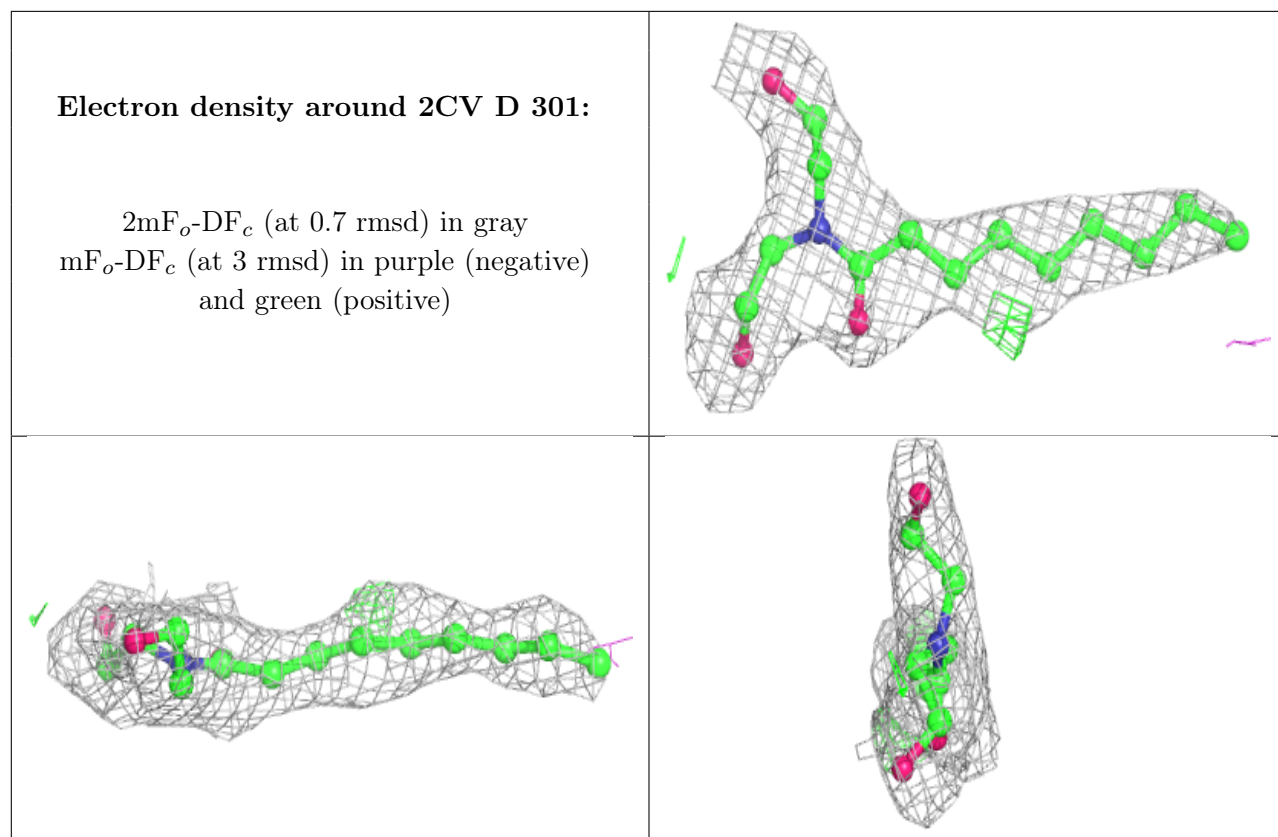 Electron density around 2CV D 301:
2mFo-DFc (at 0.7 rmsd) in gray
mFo-DFc (at 3 rmsd) in purple (negative)
and green (positive)